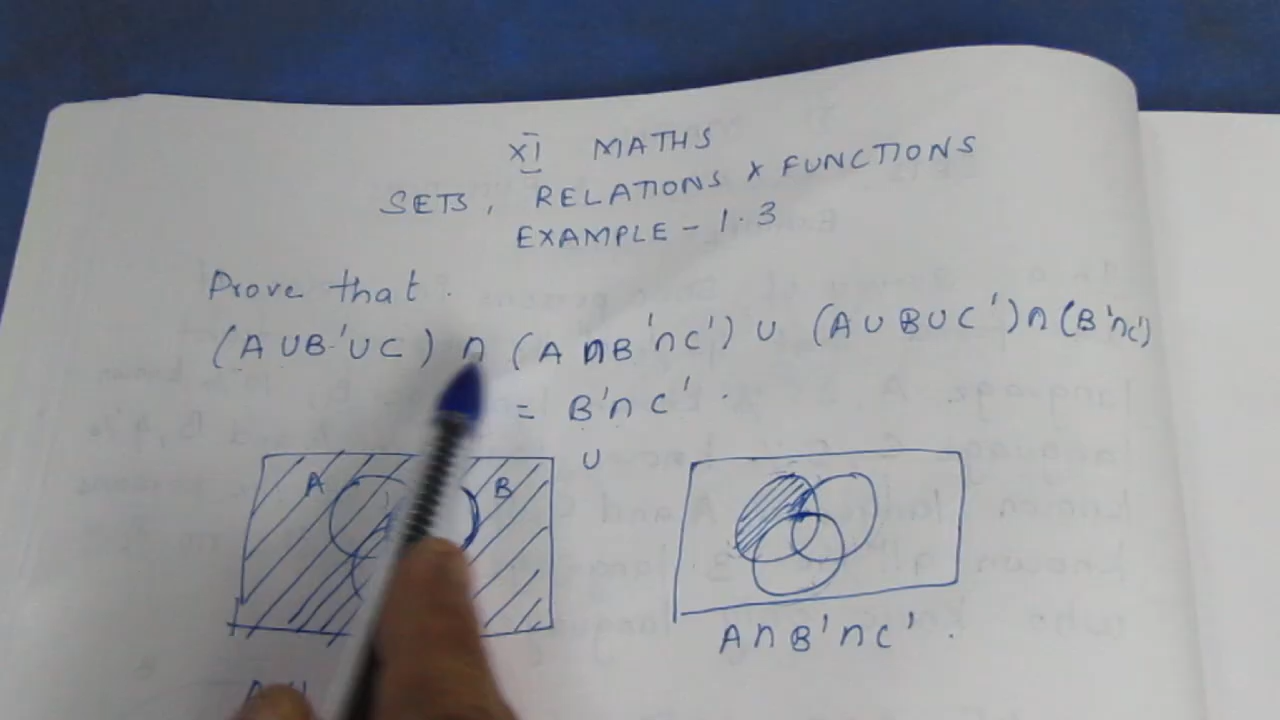 XI MATHS
SETS, RELATIONS & FUNCTIONS
EXAMPLE - 1.3
Prove that.
(A ∪ B' ∪ C) ∩ (A ∩ B' ∩ C') ∪ (A ∪ B ∪ C') ∩ (B' ∩ C')
= B' ∩ C'.
U
A B
A ∩ B' ∩ C'.